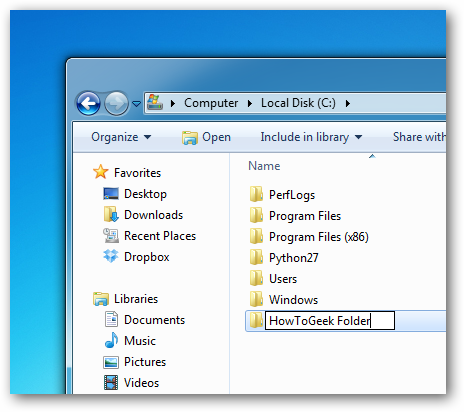 Computer Local Disk (C:)
Organize Open Include in library Share with
Favorites
Desktop
Downloads
Recent Places
Dropbox
Libraries
Documents
Music
Pictures
Videos
Name
PerfLogs
Program Files
Program Files (x86)
Python27
Users
Windows
HowToGeek Folder